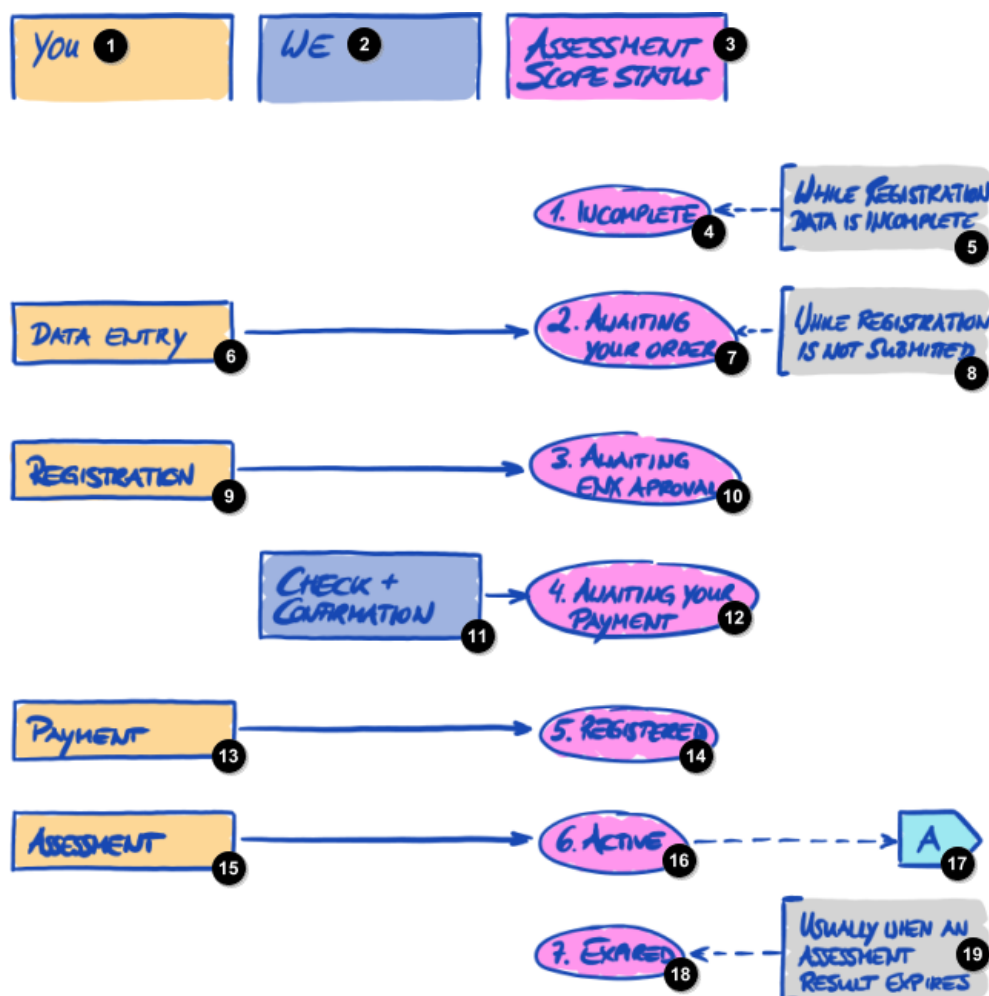 YOU 1
WE 2
ASSESSMENT 3
SCOPE STATUS
1. INCOMPLETE 4
WHILE REGISTRATION
DATA IS INCOMPLETE 5
DATA ENTRY 6
2. AWAITING
YOUR ORDER 7
WHILE REGISTRATION
IS NOT SUBMITTED 8
REGISTRATION 9
3. AWAITING
ENX APROVAL 10
CHECK +
CONFIRMATION 11
4. AWAITING YOUR
PAYMENT 12
PAYMENT 13
5. REGISTERED 14
ASSESSMENT 15
6. ACTIVE 16
A 17
7. EXPIRED 18
USUALLY WHEN AN
ASSESSMENT 19
RESULT EXPIRES